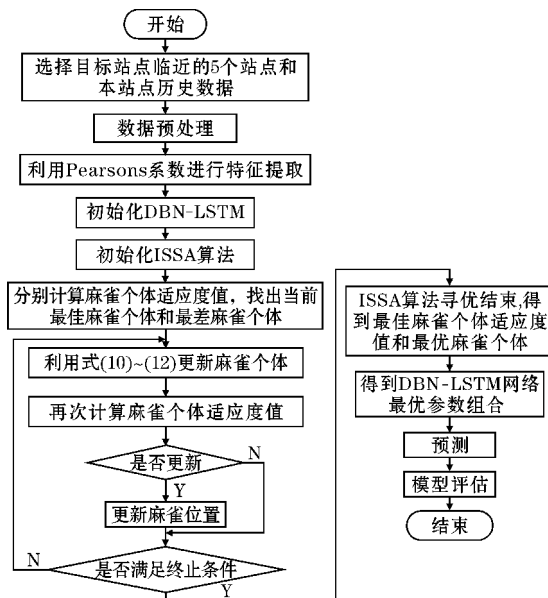 开始
选择目标站点临近的5个站点和
本站点历史数据
数据预处理
利用Pearsons系数进行特征提取
初始化DBN-LSTM
初始化ISSA算法
分别计算麻雀个体适应度值，找出当前
最佳麻雀个体和最差麻雀个体
利用式(10)~(12)更新麻雀个体
再次计算麻雀个体适应度值
是否更新
N
Y
更新麻雀位置
是否满足终止条件
N
Y
ISSA算法寻优结束,得
到最佳麻雀个体适应度
值和最优麻雀个体
得到DBN-LSTM网络
最优参数组合
预测
模型评估
结束